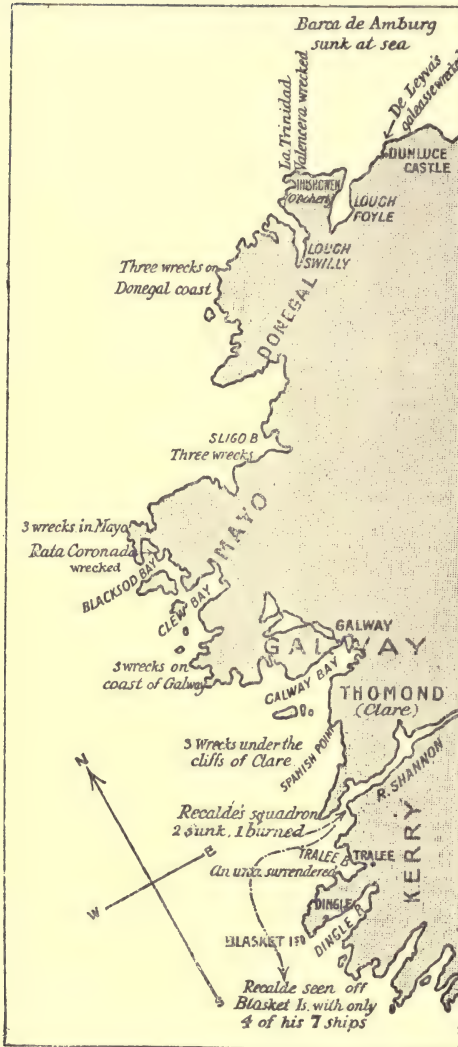 Barca de Amburg
sunk at sea
La Trinidad
Valencera wrecked
De Leyva's
galeasse wrecked
DUNLUCE
CASTLE
INISHOWEN
(O'Doherty)
LOUGH
FOYLE
LOUGH
SWILLY
Three wrecks on
Donegal coast
DONEGAL
SLIGO B
Three wrecks
3 wrecks in Mayo
Rata Coronada
wrecked
MAYO
BLACKSOD BAY
CLEW BAY
GALWAY
GALWAY
3 wrecks on
coast of Galway
GALWAY BAY
THOMOND
(Clare)
3 Wrecks under the
cliffs of Clare
SPANISH POINT
R. SHANNON
N
E
W
S
Recalde's squadron
2 sunk, 1 burned
TRALEE B
TRALEE
An urca surrendered
KERRY
DINGLE
DINGLE B
BLASKET ISD
Recalde seen off
Blasket Is. with only
4 of his 7 ships